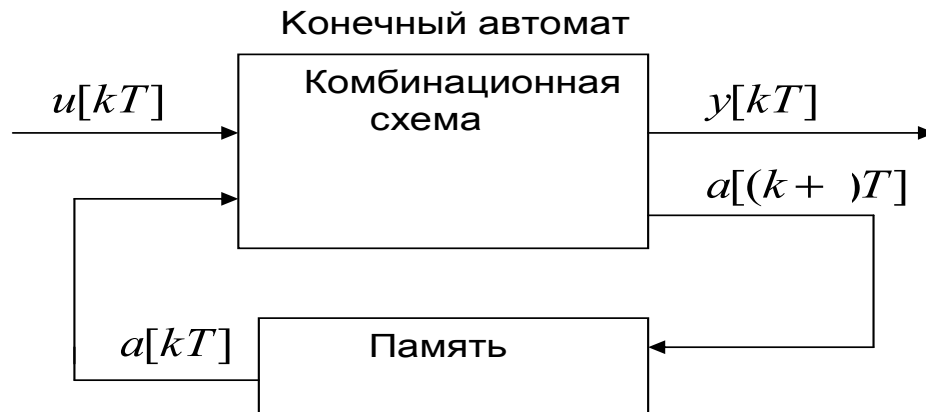 Конечный автомат
Комбинационная
схема
u[kT]
y[kT]
a[(k + )T]
a[kT]
Память